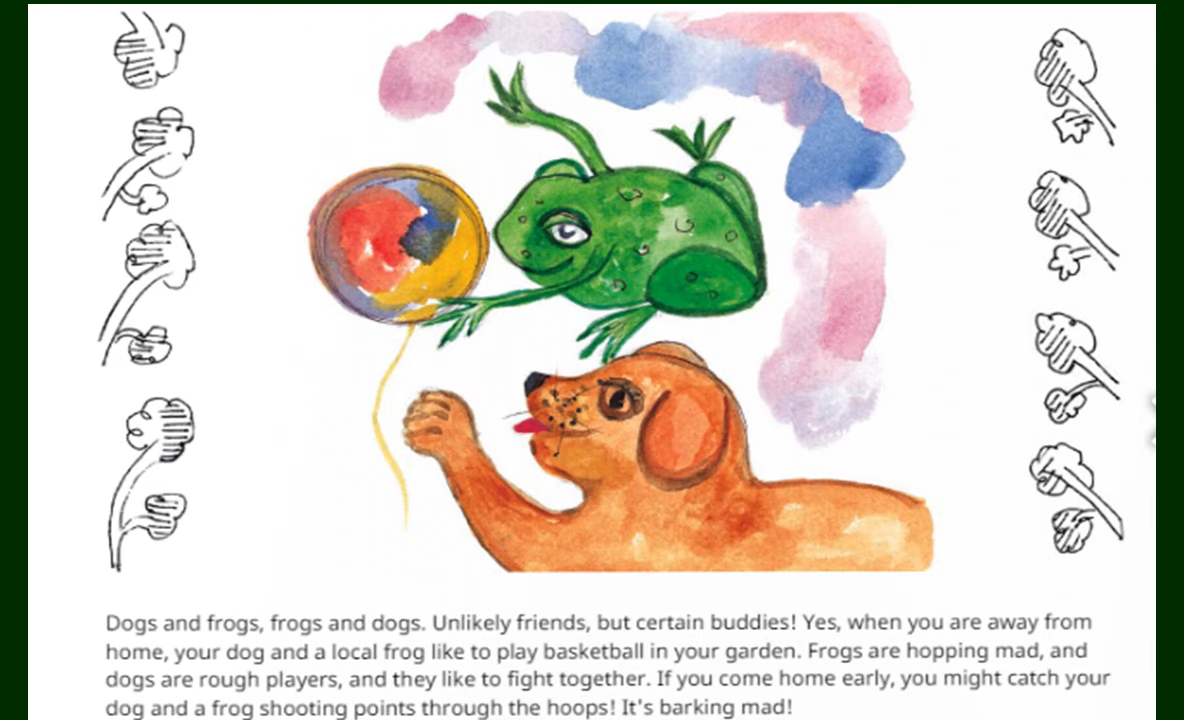 Dogs and frogs, frogs and dogs. Unlikely friends, but certain buddies! Yes, when you are away from
home, your dog and a local frog like to play basketball in your garden. Frogs are hopping mad, and
dogs are rough players, and they like to fight together. If you come home early, you might catch your
dog and a frog shooting points through the hoops! It's barking mad!